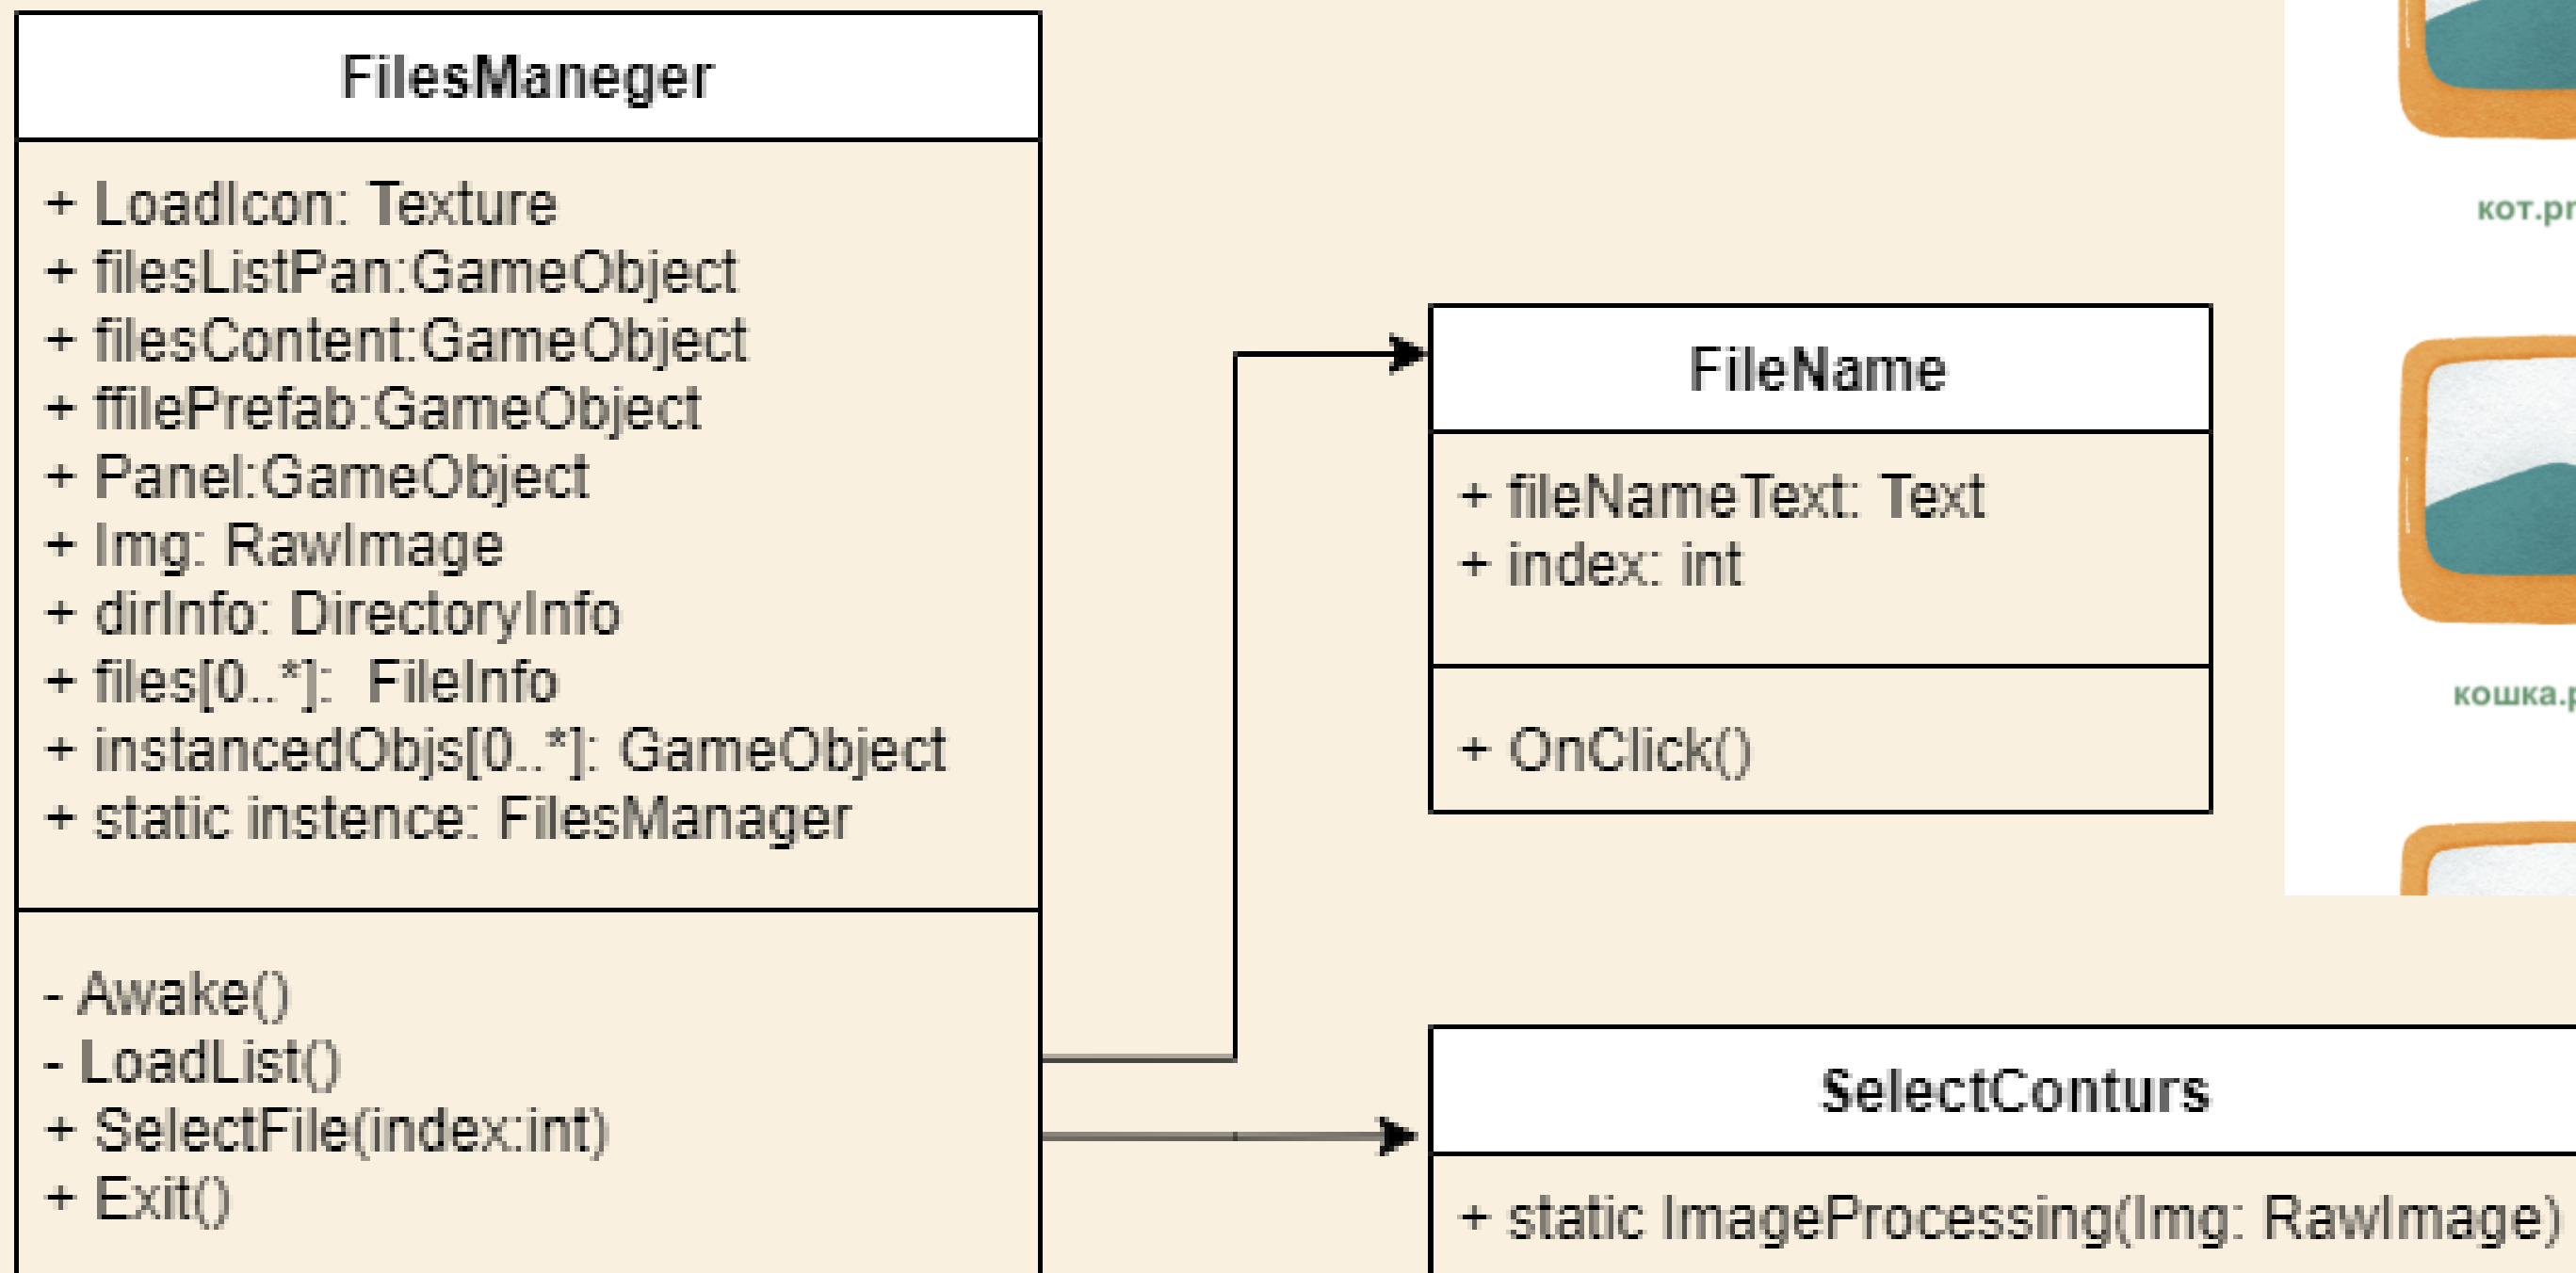 FilesManeger
+ LoadIcon: Texture
+ filesListPan:GameObject
+ filesContent:GameObject
+ ffilePrefab:GameObject
+ Panel:GameObject
+ Img: RawImage
+ dirInfo: DirectoryInfo
+ files[0..*]: FileInfo
+ instancedObjs[0..*]: GameObject
+ static instence: FilesManager
- Awake()
- LoadList()
+ SelectFile(index:int)
+ Exit()
FileName
+ fileNameText: Text
+ index: int
+ OnClick()
SelectConturs
+ static ImageProcessing(Img: RawImage)
кот.pr
кошка.p